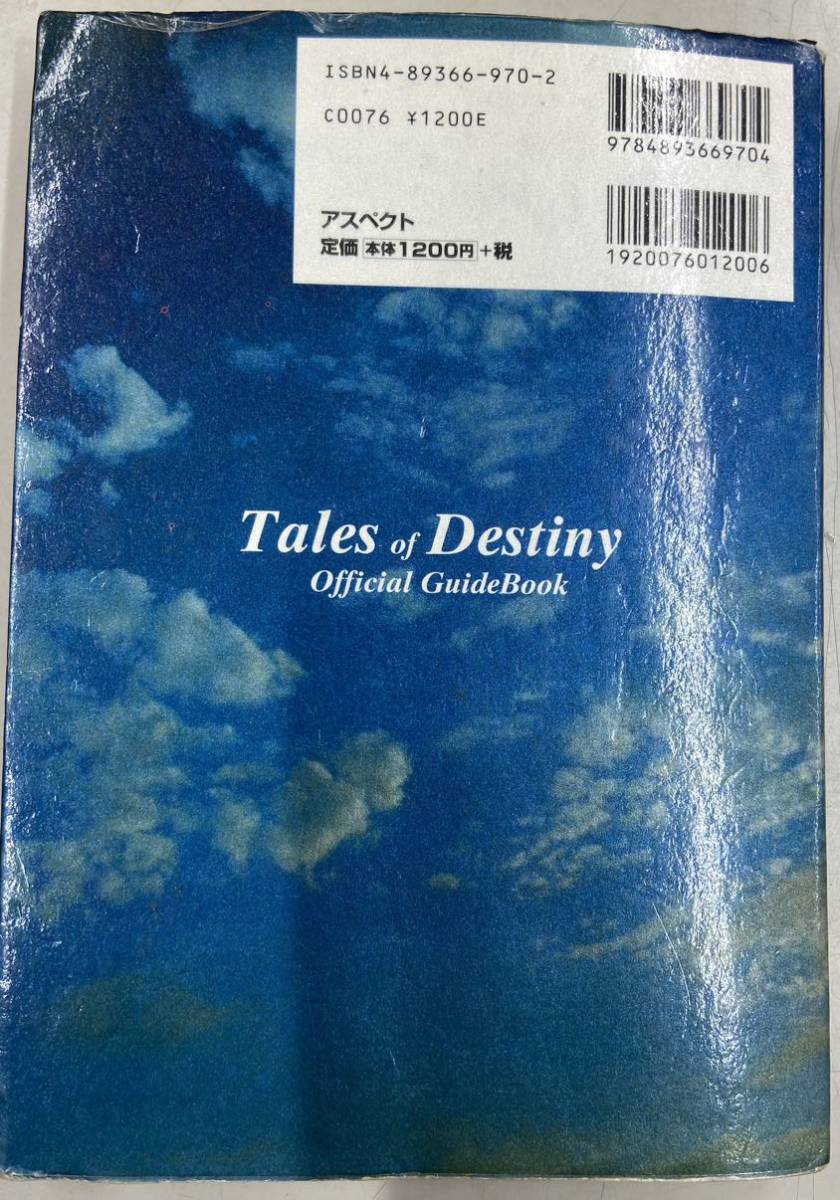 ISBN4-89366-970-2
C0076 ¥1200E
9784893669704
アスペクト
定価 本体1200円 +税
1920076012006
Tales of Destiny
Official GuideBook